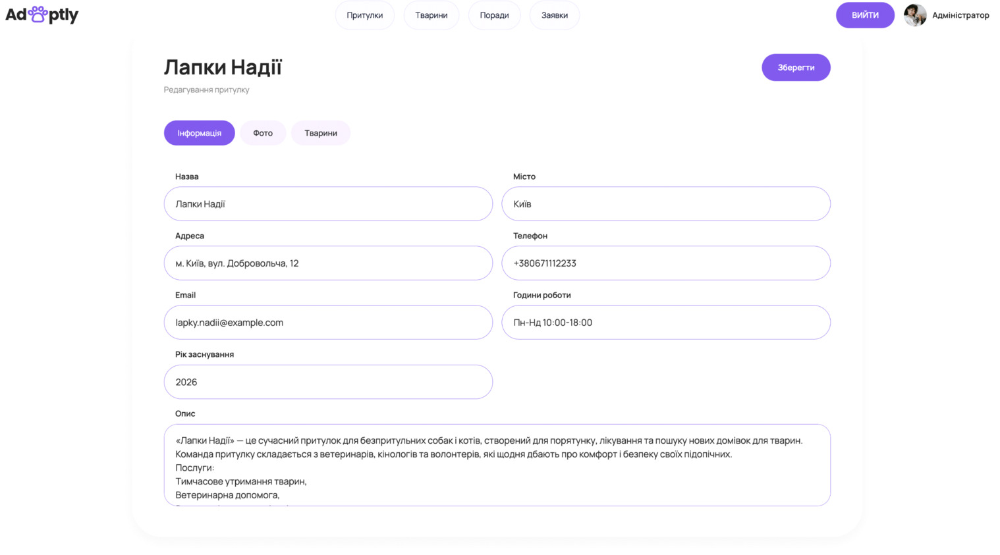 Adoptly
Притулки
Тварини
Поради
Заявки
ВИЙТИ
Адміністратор
Лапки Надії
Зберегти
Редагування притулку
Інформація
Фото
Тварини
Назва
Місто
Лапки Надії
Київ
Адреса
Телефон
м. Київ, вул. Добровольча, 12
+380671112233
Email
Години роботи
lapky.nadii@example.com
Пн-Нд 10:00-18:00
Рік заснування
2026
Опис
«Лапки Надії» — це сучасний притулок для безпритульних собак і котів, створений для порятунку, лікування та пошуку нових домівок для тварин.
Команда притулку складається з ветеринарів, кінологів та волонтерів, які щодня дбають про комфорт і безпеку своїх підопічних.
Послуги:
Тимчасове утримання тварин,
Ветеринарна допомога,